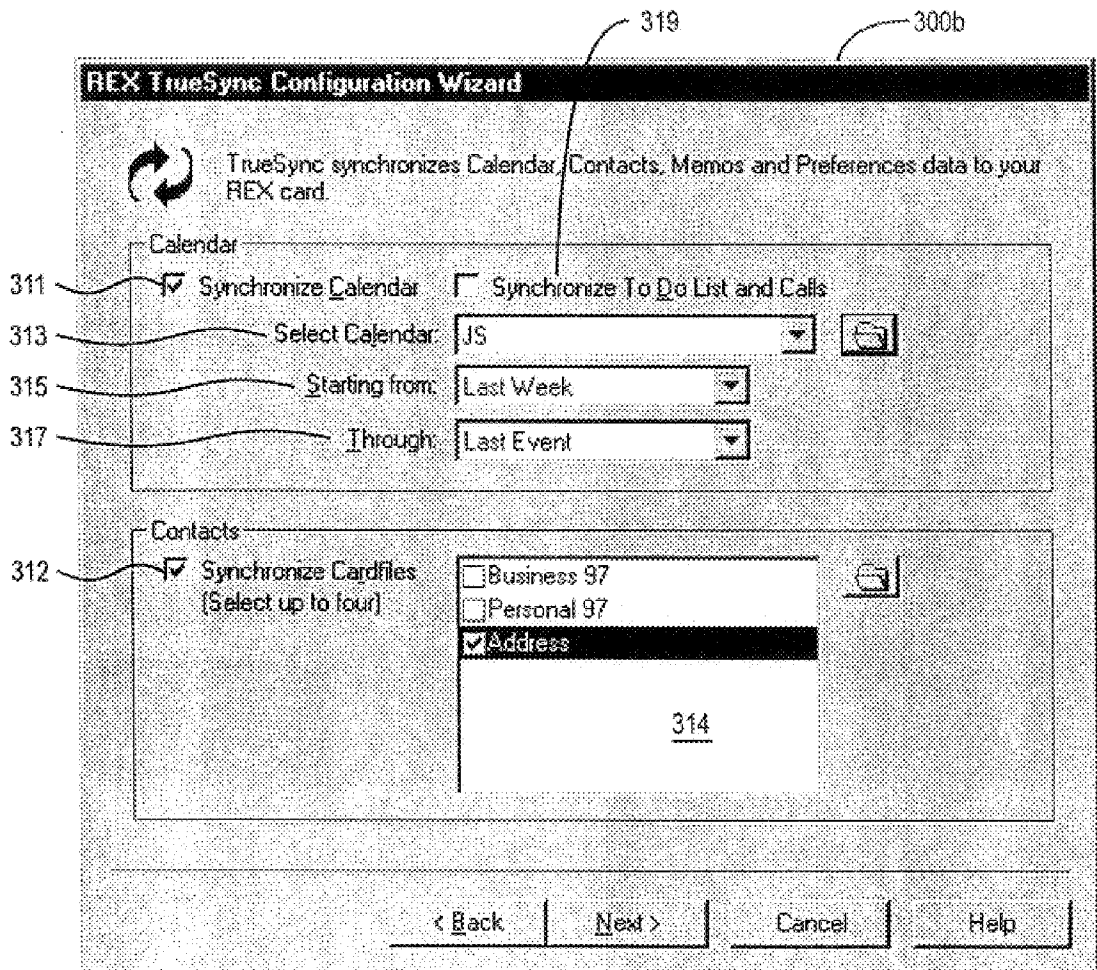 319
300b
REX TrueSync Configuration Wizard
TrueSync synchronizes Calendar, Contacts, Memos and Preferences data to your
REX card.
Calendar
311
Synchronize Calendar
Synchronize To Do List and Calls
313
Select Calendar:
JS
315
Starting from:
Last Week
317
Through:
Last Event
Contacts
312
Synchronize Cardfiles
(Select up to four)
Business 97
Personal 97
Address
314
< Back
Next >
Cancel
Help